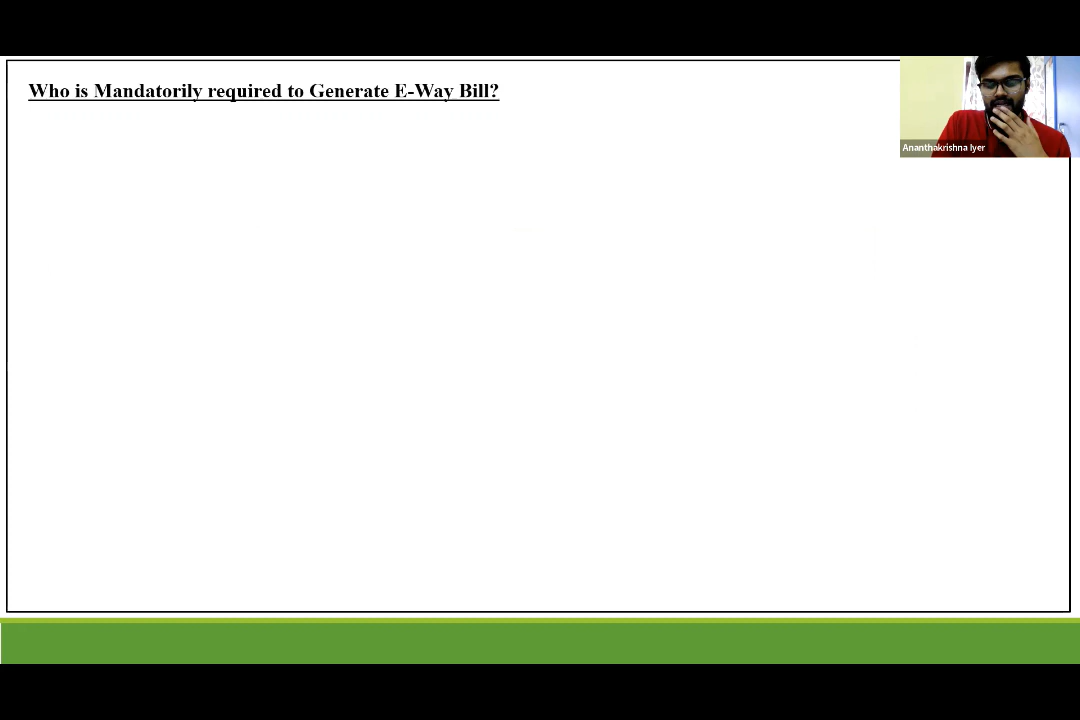 Who is Mandatorily required to Generate E-Way Bill?
Ananthakrishna Iyer